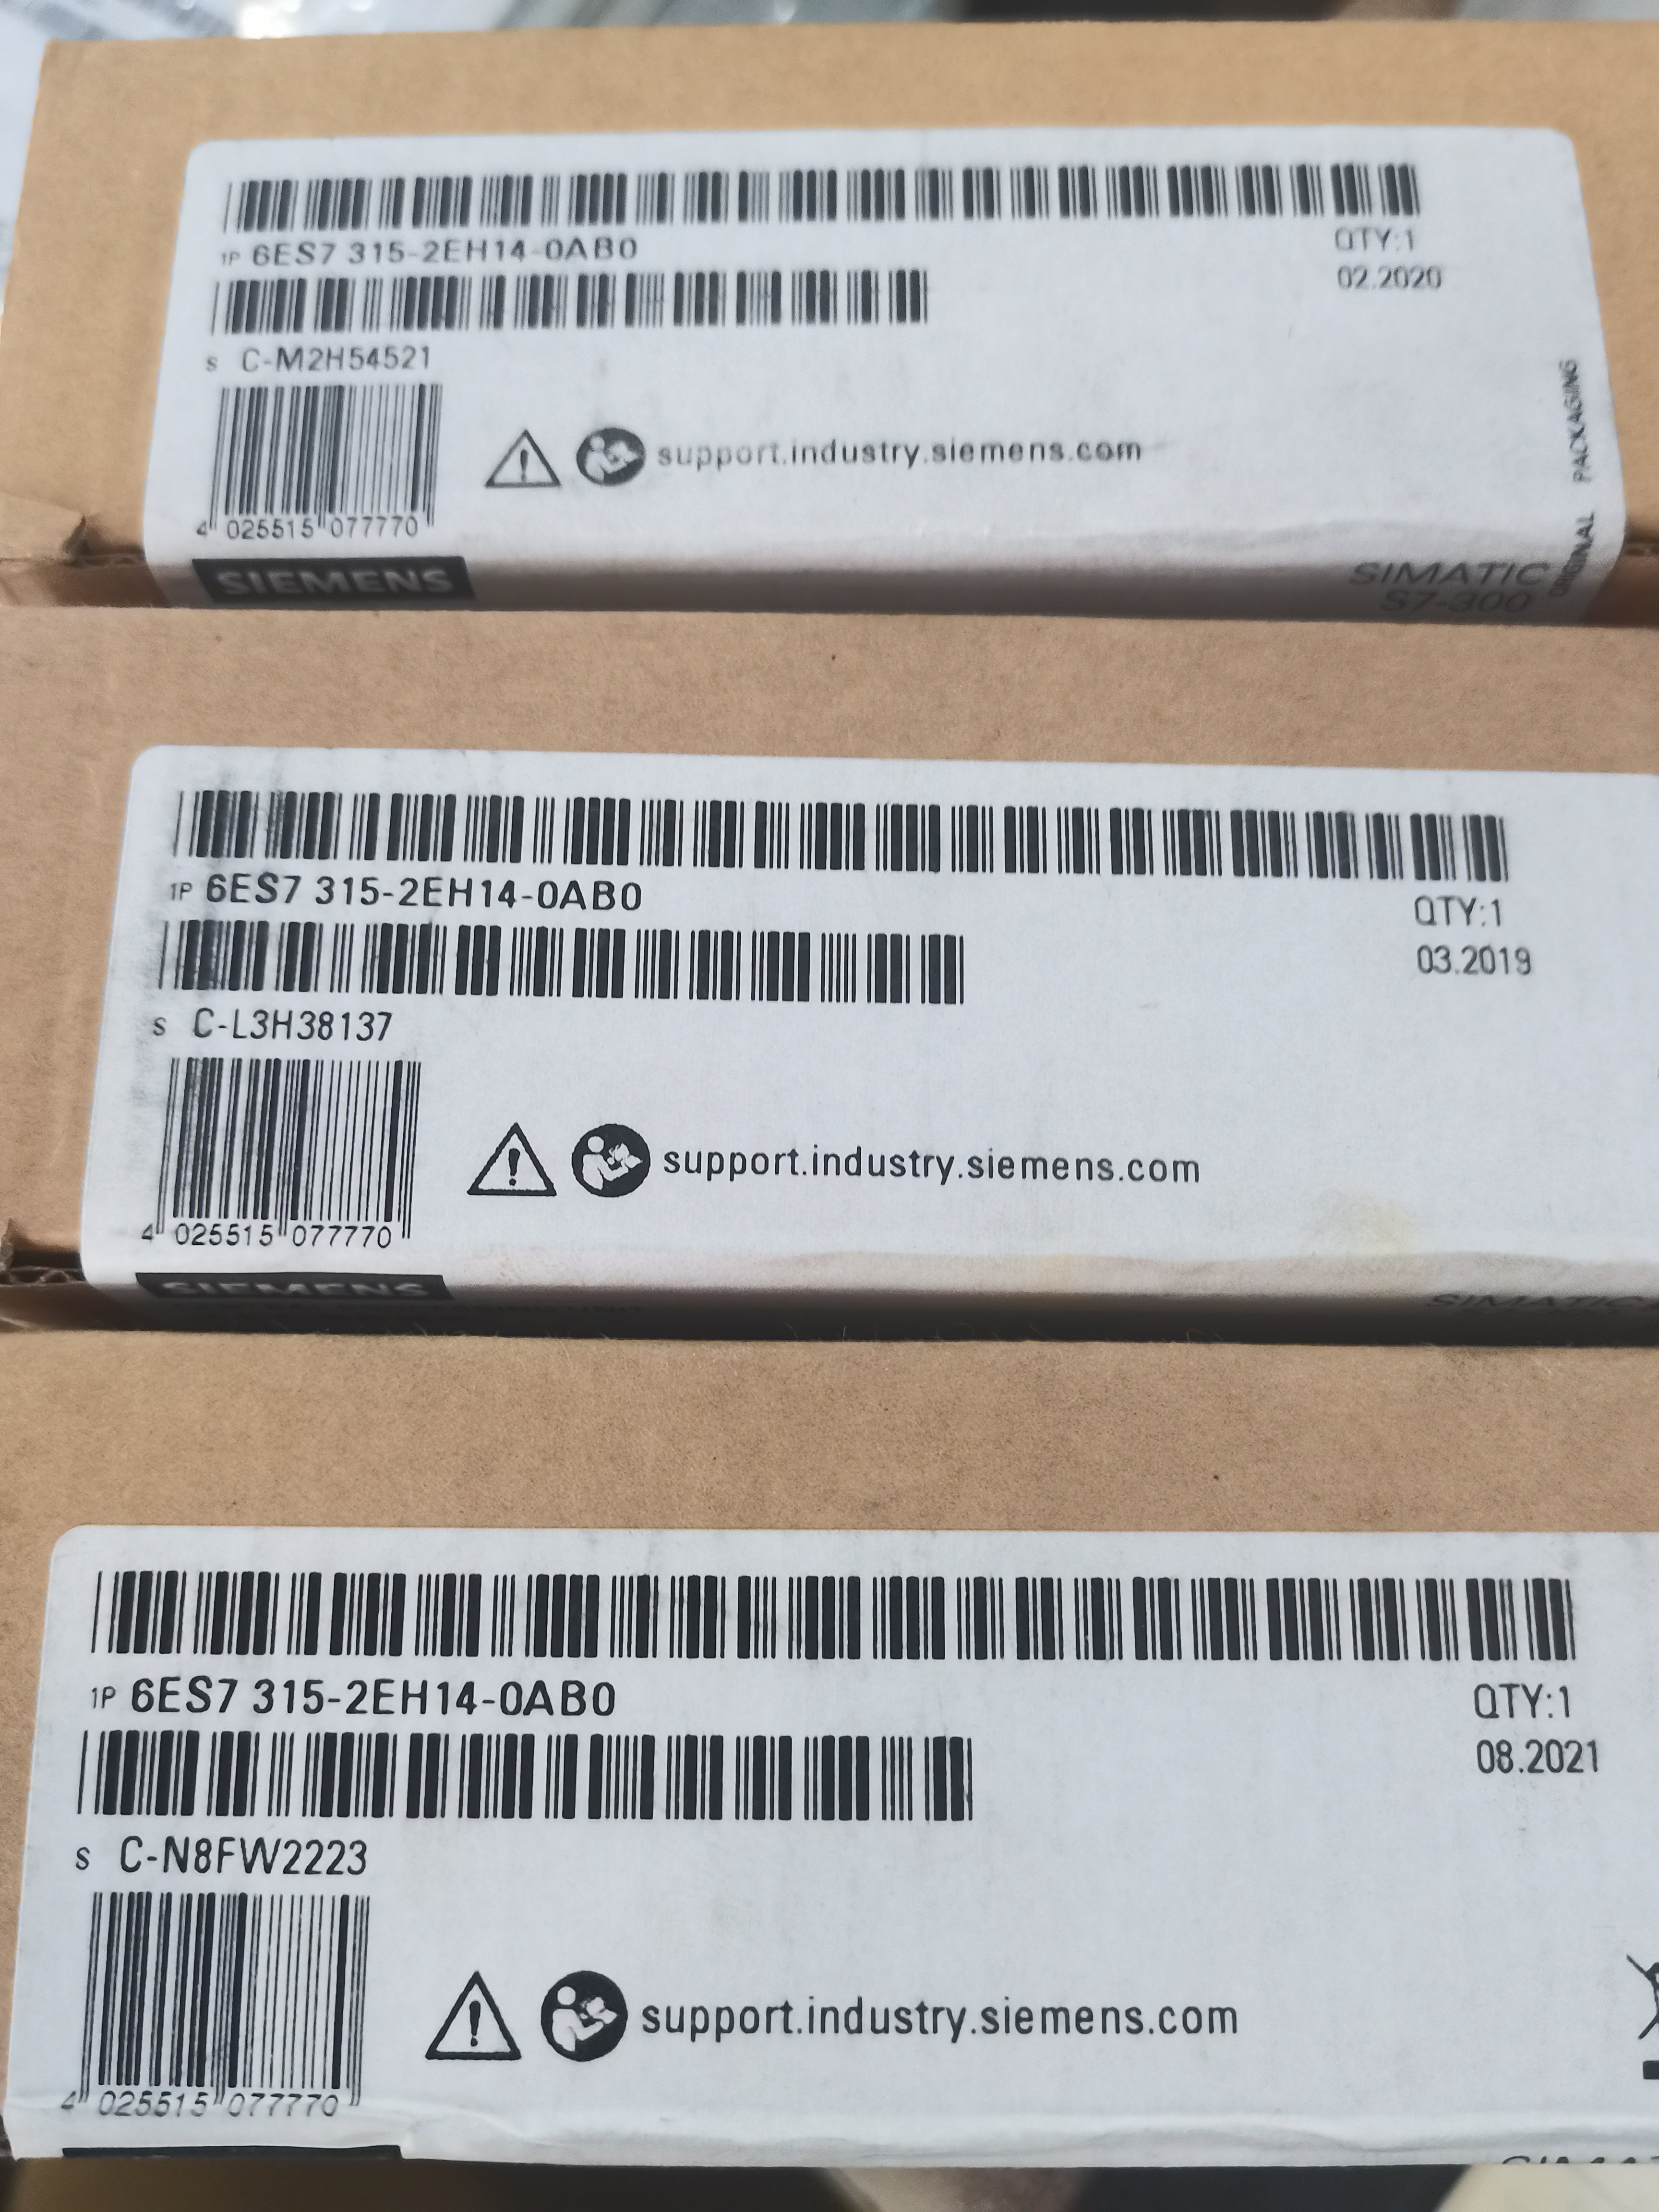 1P 6ES7 315-2EH14-0AB0
QTY:1
02.2020
S C-M2H54521
support.industry.siemens.com
4 025515 077770
ORIGINAL PACKAGING
SIEMENS
SIMATIC
S7-300
1P 6ES7 315-2EH14-0AB0
QTY:1
03.2019
S C-L3H38137
support.industry.siemens.com
4 025515 077770
SIEMENS
SIMATIC
1P 6ES7 315-2EH14-0AB0
QTY:1
08.2021
S C-N8FW2223
support.industry.siemens.com
4 025515 077770